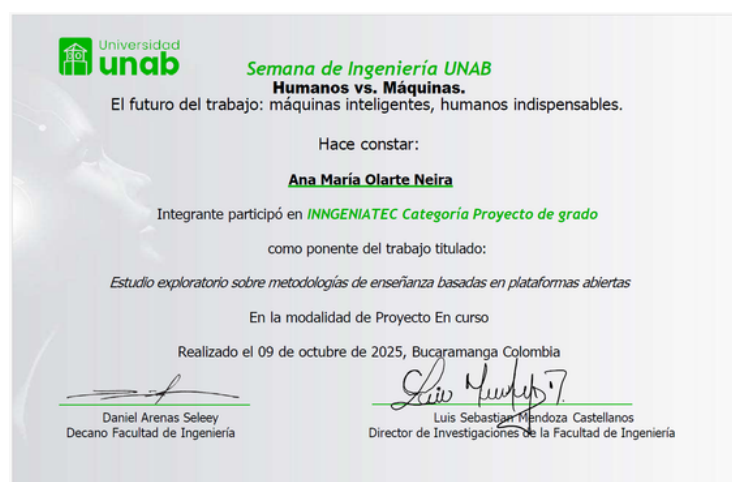 Universidad
unab
Semana de Ingeniería UNAB
Humanos vs. Máquinas.
El futuro del trabajo: máquinas inteligentes, humanos indispensables.
Hace constar:
Ana María Olarte Neira
Integrante participó en INNGENIATEC Categoría Proyecto de grado
como ponente del trabajo titulado:
Estudio exploratorio sobre metodologías de enseñanza basadas en plataformas abiertas
En la modalidad de Proyecto En curso
Realizado el 09 de octubre de 2025, Bucaramanga Colombia
Daniel Arenas Seleey
Decano Facultad de Ingeniería
Luis Sebastian Mendoza Castellanos
Director de Investigaciones de la Facultad de Ingeniería